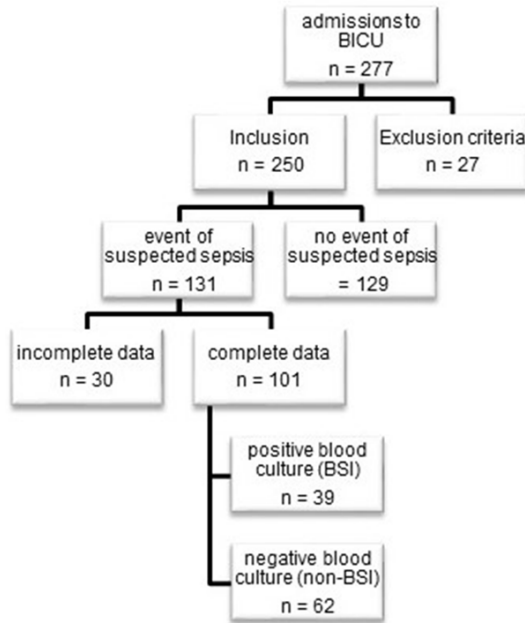 admissions to
BICU
n = 277
Inclusion
n = 250
Exclusion criteria
n = 27
event of
suspected sepsis
n = 131
no event of
suspected sepsis
= 129
incomplete data
n = 30
complete data
n = 101
positive blood
culture (BSI)
n = 39
negative blood
culture (non-BSI)
n = 62